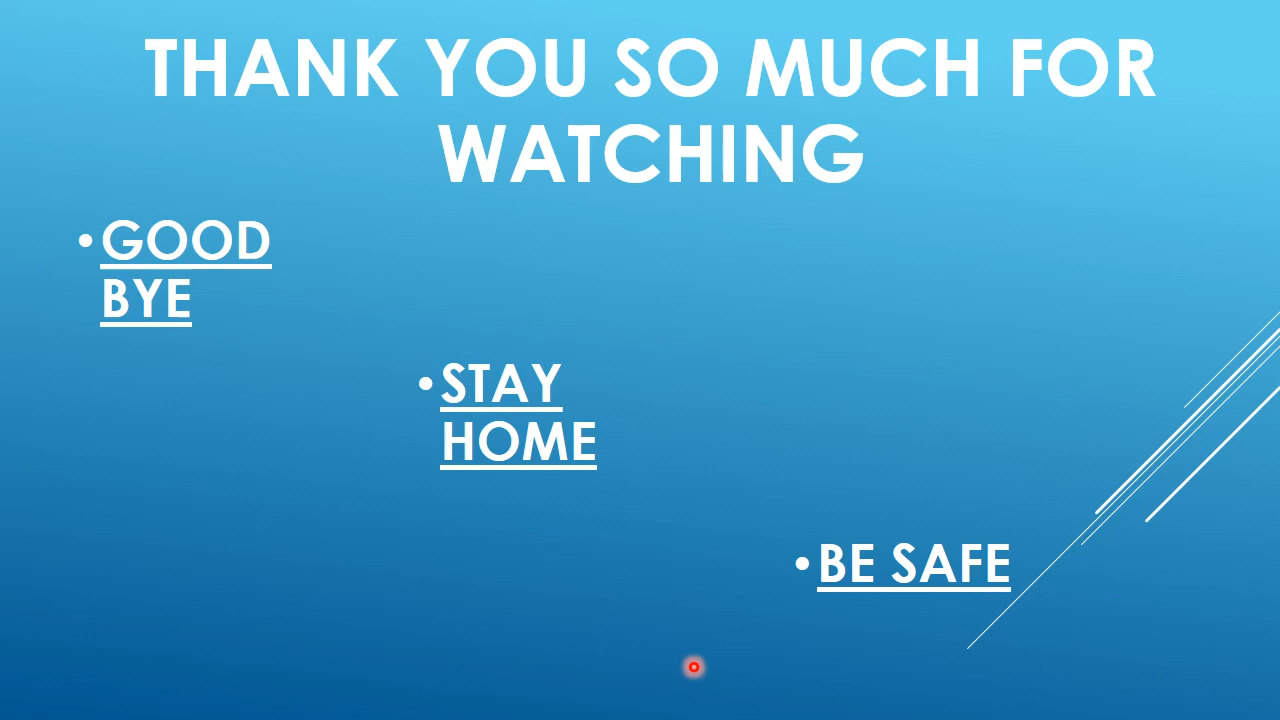 THANK YOU SO MUCH FOR
WATCHING
• GOOD
BYE
• STAY
HOME
• BE SAFE